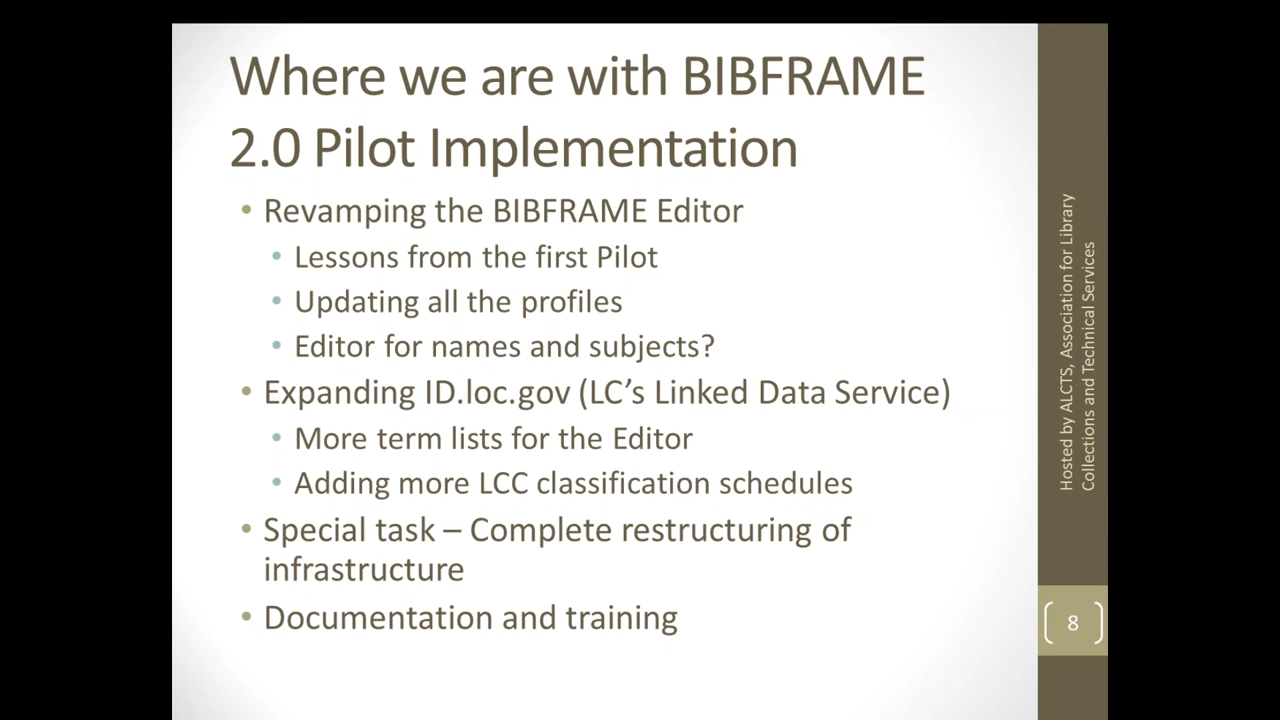 Where we are with BIBFRAME
2.0 Pilot Implementation
• Revamping the BIBFRAME Editor
• Lessons from the first Pilot
• Updating all the profiles
• Editor for names and subjects?
• Expanding ID.loc.gov (LC’s Linked Data Service)
• More term lists for the Editor
• Adding more LCC classification schedules
• Special task – Complete restructuring of
infrastructure
• Documentation and training
Hosted by ALCTS, Association for Library
Collections and Technical Services
8